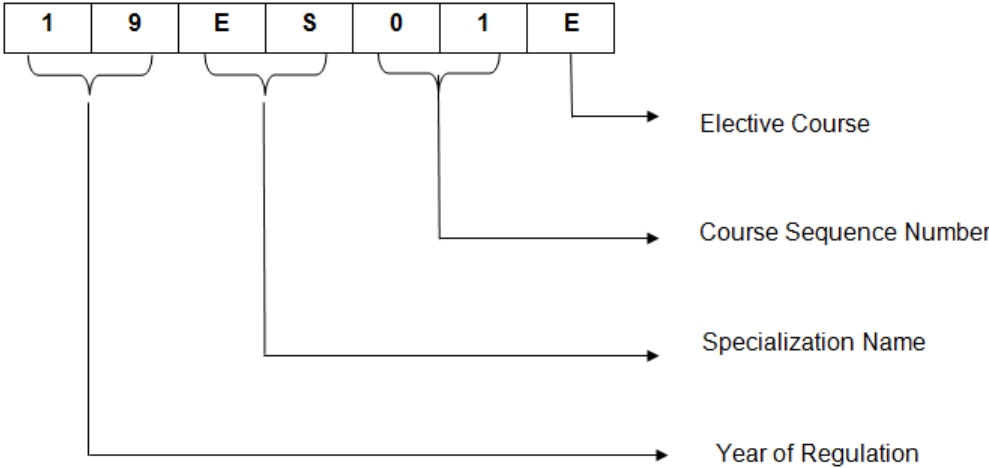 1 9 E S 0 1 E
Elective Course
Course Sequence Number
Specialization Name
Year of Regulation